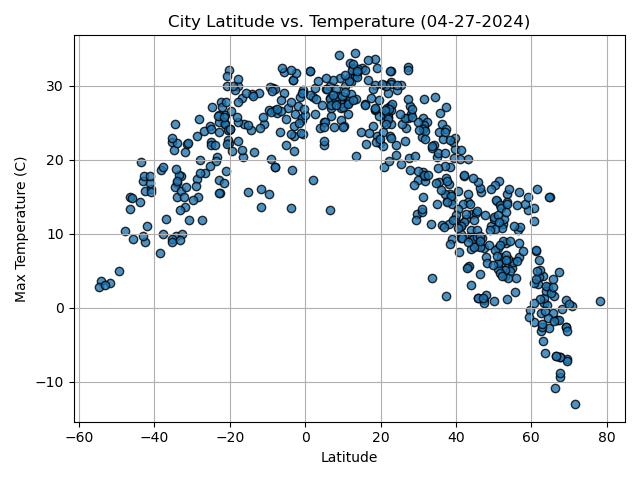 City Latitude vs. Temperature (04-27-2024)
Max Temperature (C)
30
20
10
0
−10
−60 −40 −20 0 20 40 60 80
Latitude